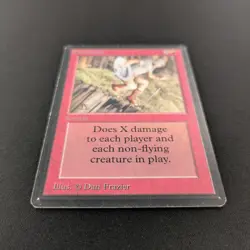 Does X damage
to each player and
each non-flying
creature in play.
Illus. © Dan Frazier